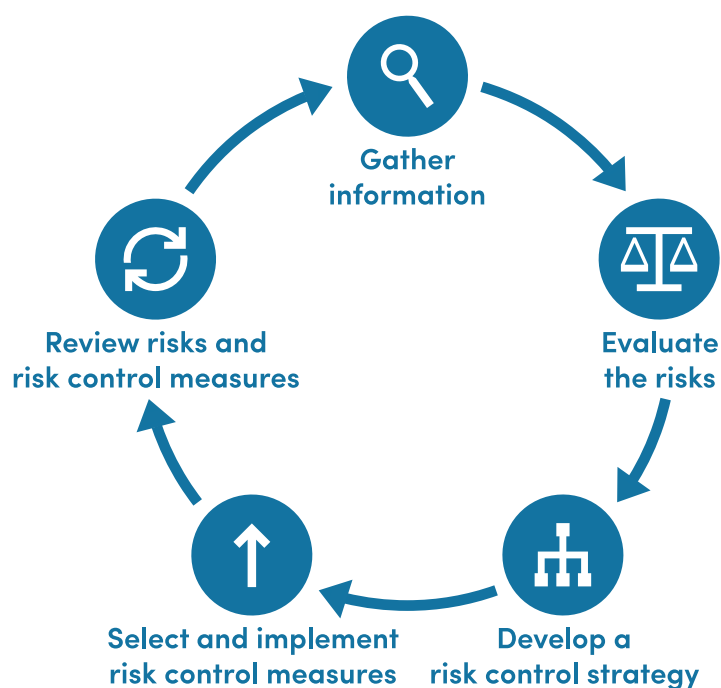 Gather
information
Evaluate
the risks
Develop a
risk control strategy
Select and implement
risk control measures
Review risks and
risk control measures